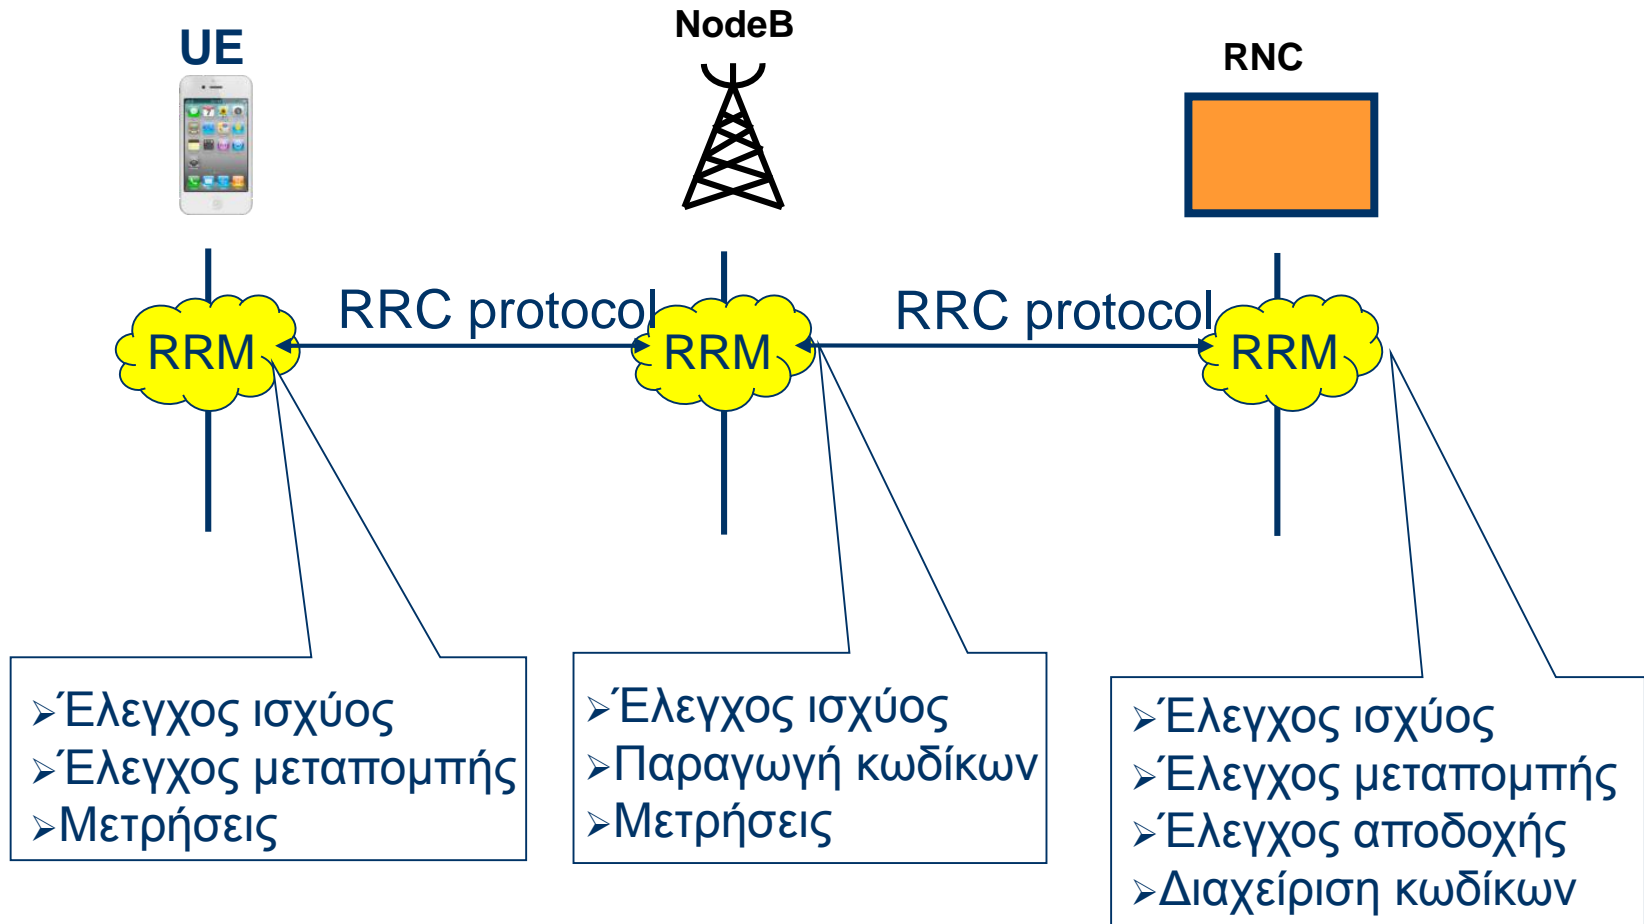 UE
NodeB
RNC
RRC protocol
RRC protocol
RRM
RRM
RRM
➢Έλεγχος ισχύος
➢Έλεγχος μεταπομπής
➢Μετρήσεις
➢Έλεγχος ισχύος
➢Παραγωγή κωδίκων
➢Μετρήσεις
➢Έλεγχος ισχύος
➢Έλεγχος μεταπομπής
➢Έλεγχος αποδοχής
➢Διαχείριση κωδίκων